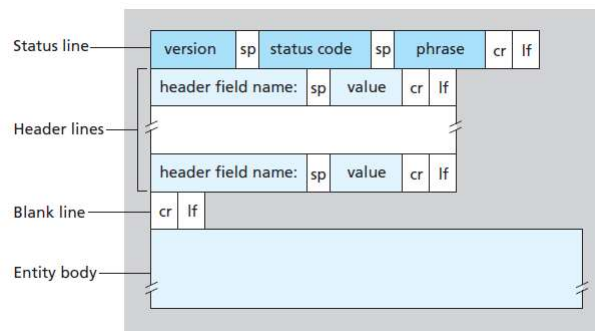 Status line version sp status code sp phrase cr lf
header field name: sp value cr lf
Header lines
header field name: sp value cr lf
Blank line cr lf
Entity body